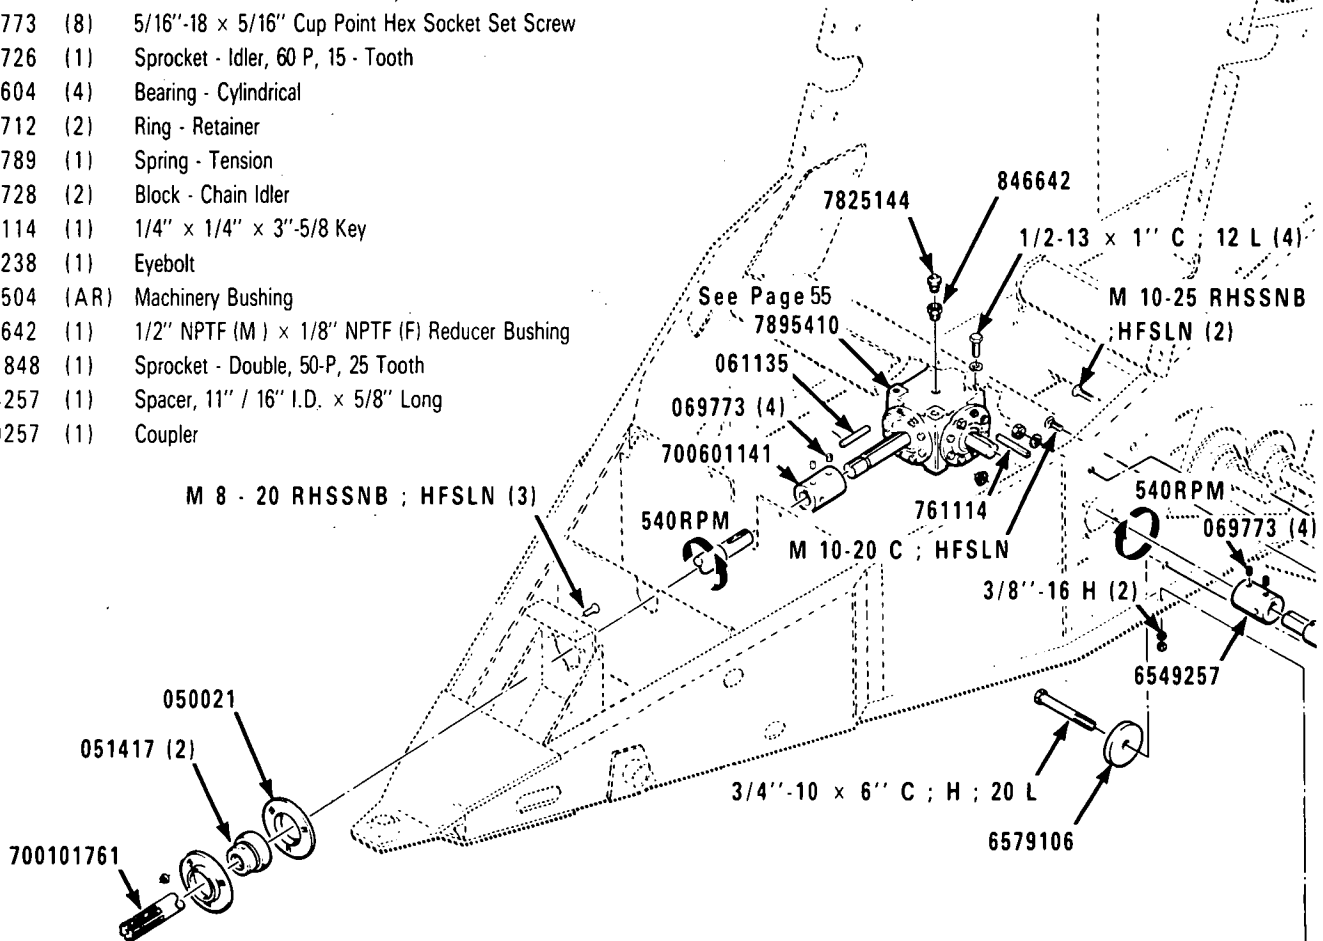 773 (8) 5/16"-18 × 5/16" Cup Point Hex Socket Set Screw
726 (1) Sprocket - Idler, 60 P, 15 - Tooth
604 (4) Bearing - Cylindrical
712 (2) Ring - Retainer
789 (1) Spring - Tension
728 (2) Block - Chain Idler
114 (1) 1/4" × 1/4" × 3"-5/8 Key
238 (1) Eyebolt
504 (AR) Machinery Bushing
642 (1) 1/2" NPTF (M ) × 1/8" NPTF (F) Reducer Bushing
848 (1) Sprocket - Double, 50-P, 25 Tooth
257 (1) Spacer, 11" / 16" I.D. × 5/8" Long
257 (1) Coupler
846642
7825144
1/2-13 × 1'' C ; 12 L (4)
See Page 55
M 10-25 RHSSNB
;HFSLN (2)
7895410
061135
069773 (4)
700601141
M 8 - 20 RHSSNB ; HFSLN (3)
540RPM
761114
540RPM
069773 (4)
M 10-20 C ; HFSLN
3/8''-16 H (2)
6549257
050021
051417 (2)
3/4''-10 × 6'' C ; H ; 20 L
6579106
700101761